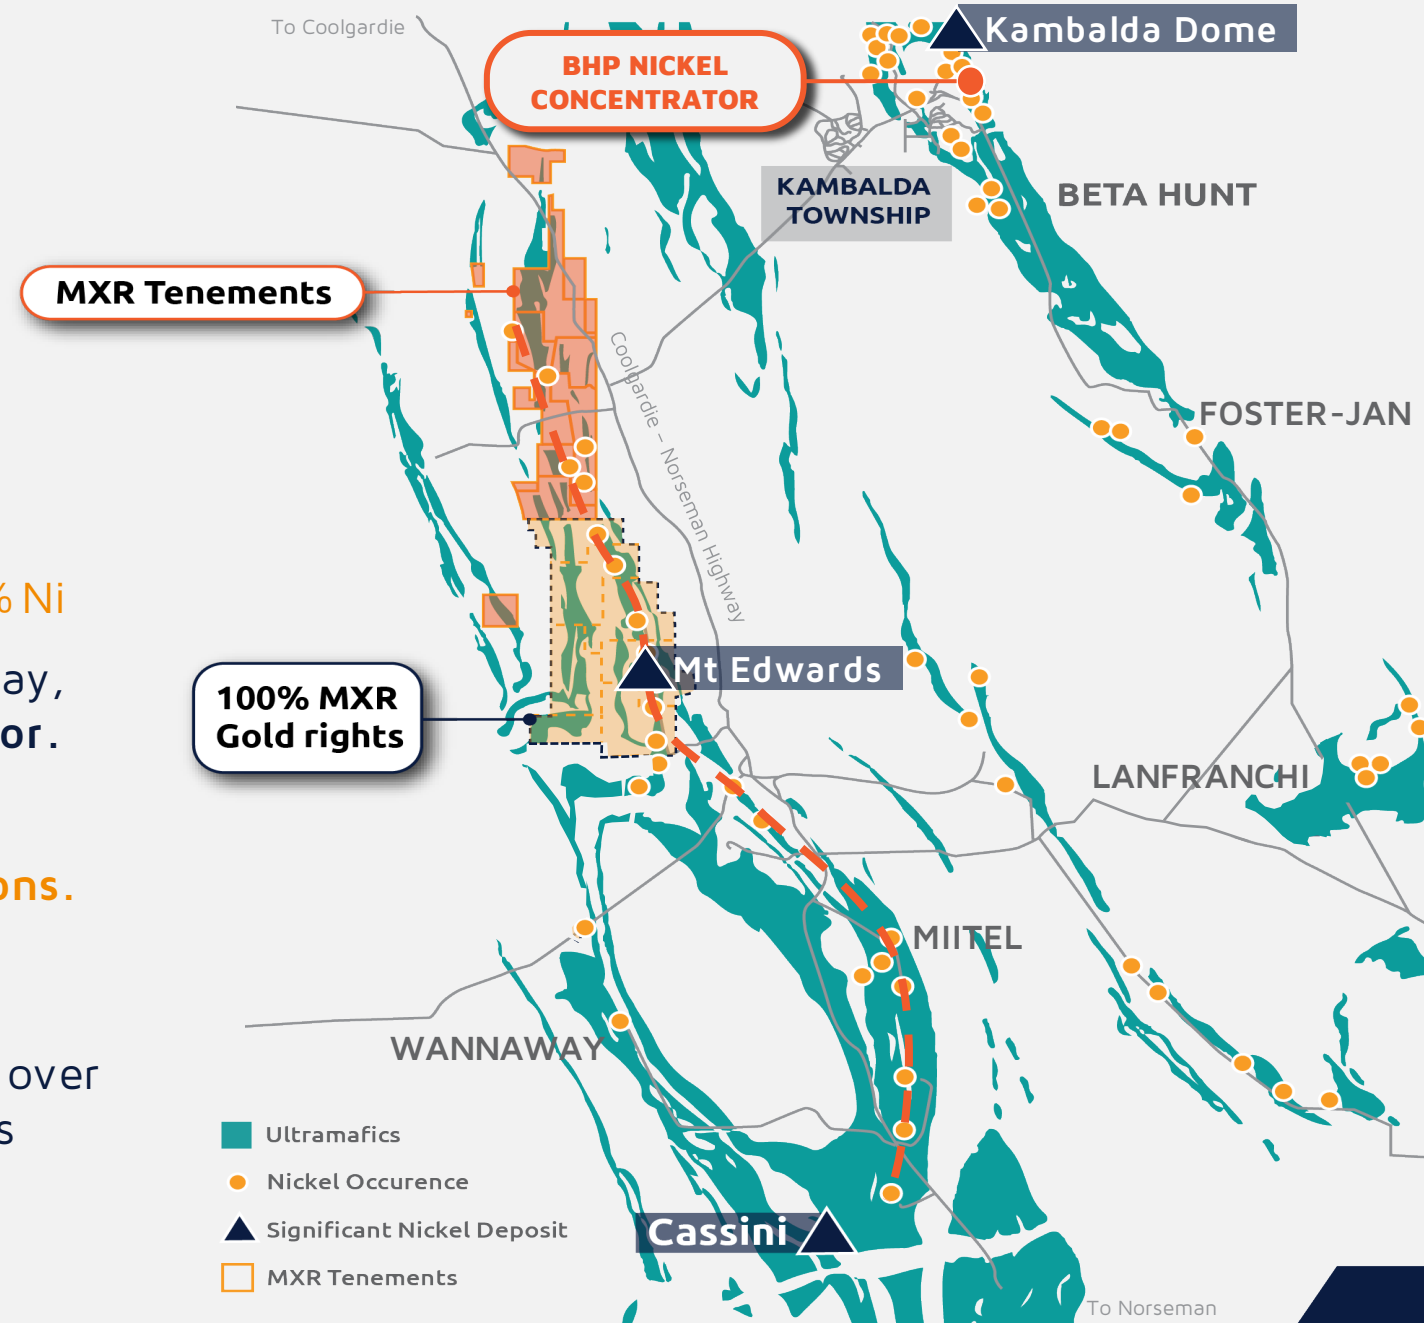 To Coolgardie
Kambalda Dome
BHP NICKEL
CONCENTRATOR
KAMBALDA
TOWNSHIP
BETA HUNT
MXR Tenements
Coolgardie – Norseman Highway
FOSTER-JAN
% Ni
ay,
or.
Mt Edwards
100% MXR
Gold rights
LANFRANCHI
ons.
MIITEL
WANNAWAY
over
s
Ultramafics
Nickel Occurence
Significant Nickel Deposit
MXR Tenements
Cassini
To Norseman